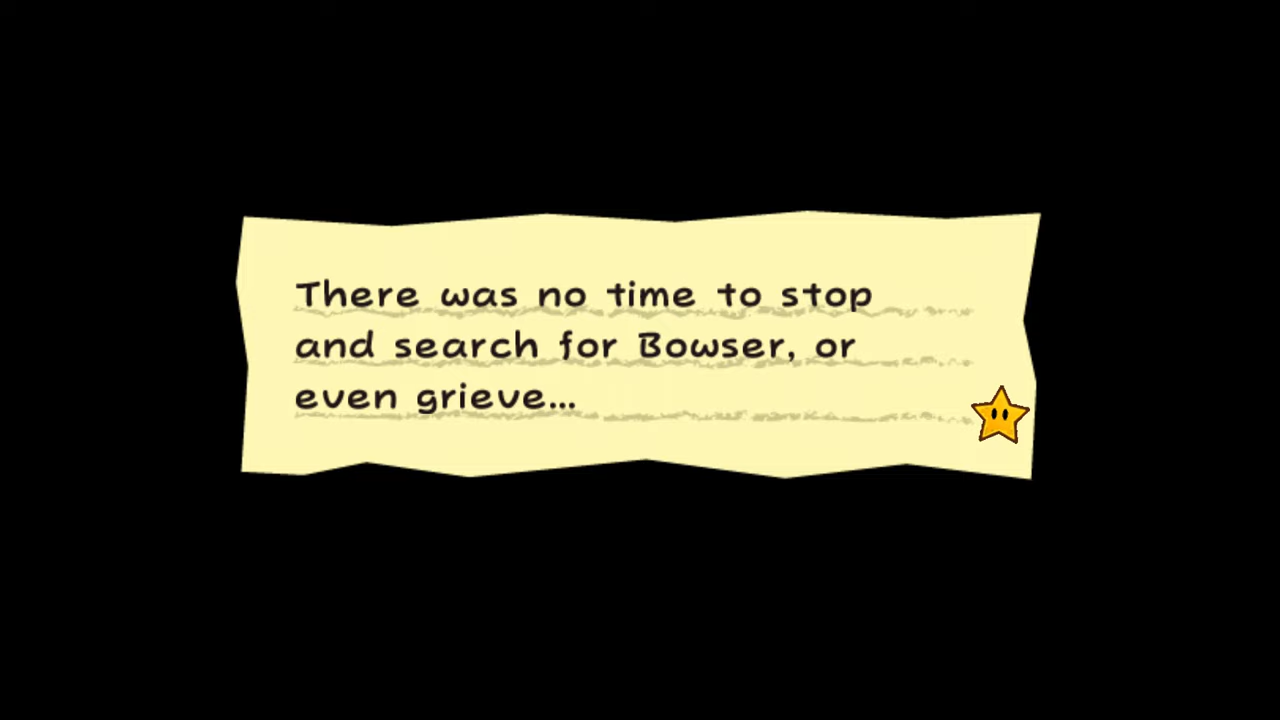 There was no time to stop
and search for Bowser, or
even grieve...